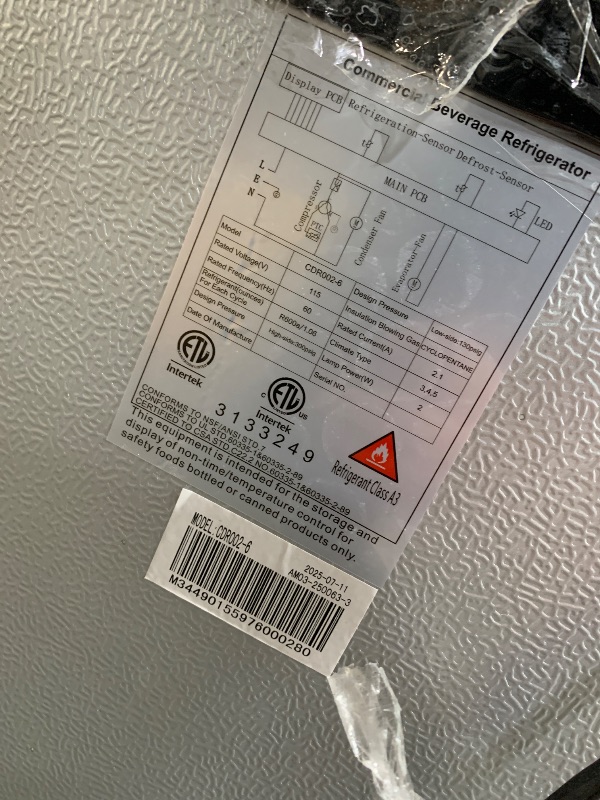 Commercial Beverage Refrigerator
Display PCB Refrigeration-Sensor Defrost-Sensor
t° t°
MAIN PCB
LED
L
E
N
Compressor
PTC
M
Condenser Fan
M
Evaporator-Fan
Model CDR002-6 Design Pressure Low-side:130psig
Rated Voltage(V) 115 Insulation Blowing Gas CYCLOPENTANE
Rated Frequency(Hz) 60 Rated Current(A) 2.1
Refrigerant(ounces) For Each Cycle R600a/1.06 Climate Type 3,4,5
Design Pressure High-side:300psig Lamp Power(W) 2
Date Of Manufacture Serial NO.
ETL
Intertek
C ETL US
Intertek
3133249
Refrigerant Class A3
CONFORMS TO NSF/ANSI STD 7
CONFORMS TO UL STD 60335-1&60335-2-89
CERTIFIED TO CSA STD C22.2 NO 60335-1&60335-2-89
This equipment is intended for the storage and
display of non-time/temperature control for
safety foods bottled or canned products only.
MODEL:CDR002-6
2025-07-11
AM03-250063-3
M34490155976000280